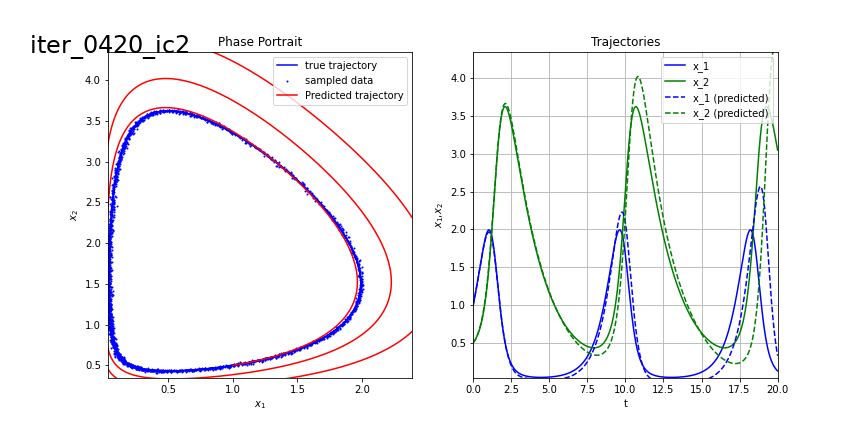 iter_0420_ic2
Phase Portrait
true trajectory
sampled data
Predicted trajectory
4.0
3.5
3.0
2.5
2.0
1.5
1.0
0.5
x₂
0.5
1.0
1.5
2.0
x₁
Trajectories
x_1
x_2
x_1 (predicted)
x_2 (predicted)
4.0
3.5
3.0
2.5
2.0
1.5
1.0
0.5
x₁,x₂
0.0
2.5
5.0
7.5
10.0
12.5
15.0
17.5
20.0
t